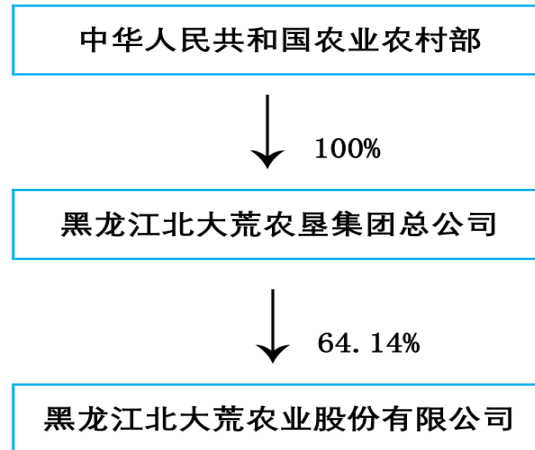 中华人民共和国农业农村部
100%
黑龙江北大荒农垦集团总公司
64.14%
黑龙江北大荒农业股份有限公司